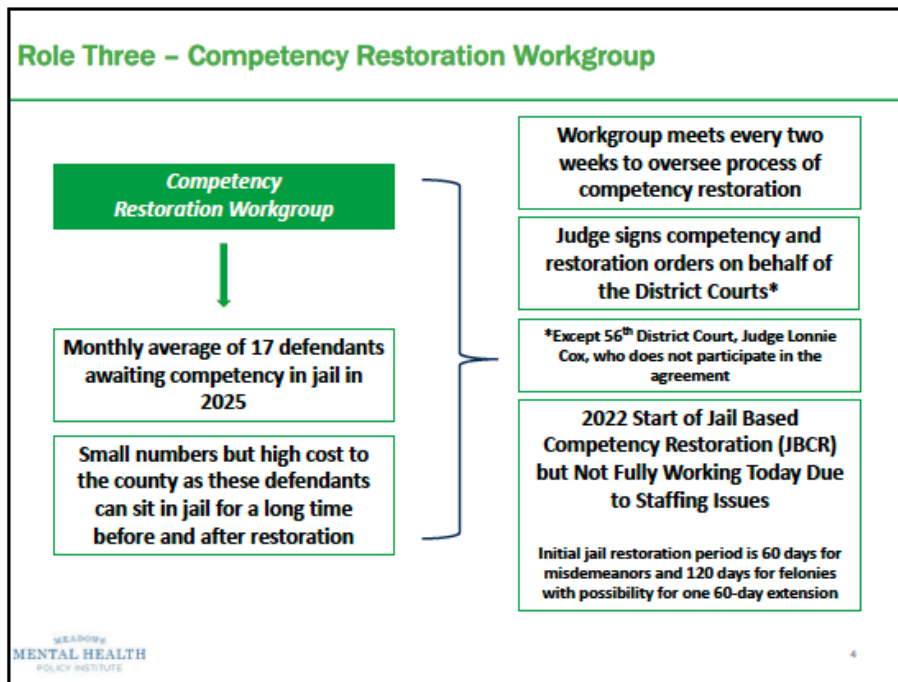 Role Three – Competency Restoration Workgroup
Competency
Restoration Workgroup
Monthly average of 17 defendants
awaiting competency in jail in
2025
Small numbers but high cost to
the county as these defendants
can sit in jail for a long time
before and after restoration
Workgroup meets every two
weeks to oversee process of
competency restoration
Judge signs competency and
restoration orders on behalf of
the District Courts*
*Except 56th District Court, Judge Lonnie
Cox, who does not participate in the
agreement
2022 Start of Jail Based
Competency Restoration (JBCR)
but Not Fully Working Today Due
to Staffing Issues
Initial jail restoration period is 60 days for
misdemeanors and 120 days for felonies
with possibility for one 60-day extension
MEADOWS
MENTAL HEALTH
POLICY INSTITUTE
4